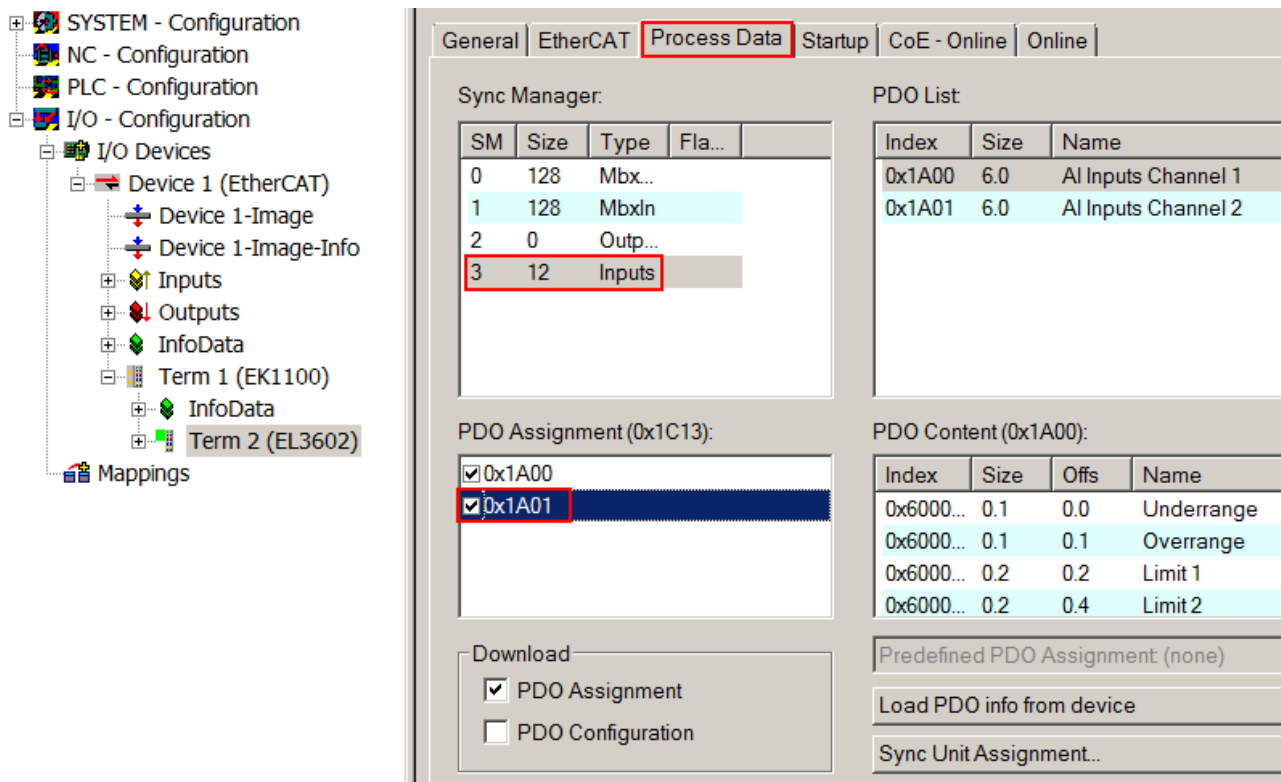 SYSTEM - Configuration
NC - Configuration
PLC - Configuration
I/O - Configuration
I/O Devices
Device 1 (EtherCAT)
Device 1-Image
Device 1-Image-Info
Inputs
Outputs
InfoData
Term 1 (EK1100)
InfoData
Term 2 (EL3602)
Mappings
General EtherCAT Process Data Startup CoE - Online Online
Sync Manager:
SM Size Type Fla...
0 128 Mbx...
1 128 MbxIn
2 0 Outp...
3 12 Inputs
PDO List:
Index Size Name
0x1A00 6.0 AI Inputs Channel 1
0x1A01 6.0 AI Inputs Channel 2
PDO Assignment (0x1C13):
0x1A00
0x1A01
PDO Content (0x1A00):
Index Size Offs Name
0x6000... 0.1 0.0 Underrange
0x6000... 0.1 0.1 Overrange
0x6000... 0.2 0.2 Limit 1
0x6000... 0.2 0.4 Limit 2
Download
PDO Assignment
PDO Configuration
Predefined PDO Assignment: (none)
Load PDO info from device
Sync Unit Assignment...